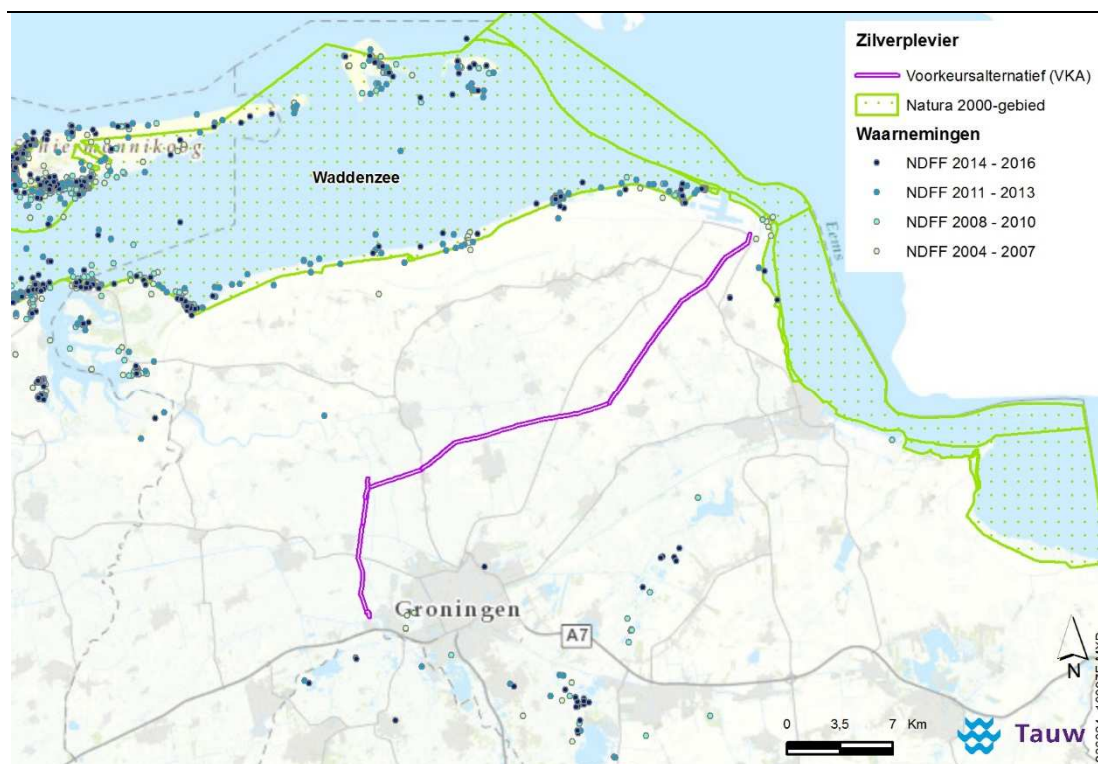 Zilverplevier
Voorkeursalternatief (VKA)
Natura 2000-gebied
Waarnemingen
NDFF 2014 - 2016
NDFF 2011 - 2013
NDFF 2008 - 2010
NDFF 2004 - 2007
Waddenzee
Eems
Groningen
A7
N
0 3,5 7 Km
Tauw